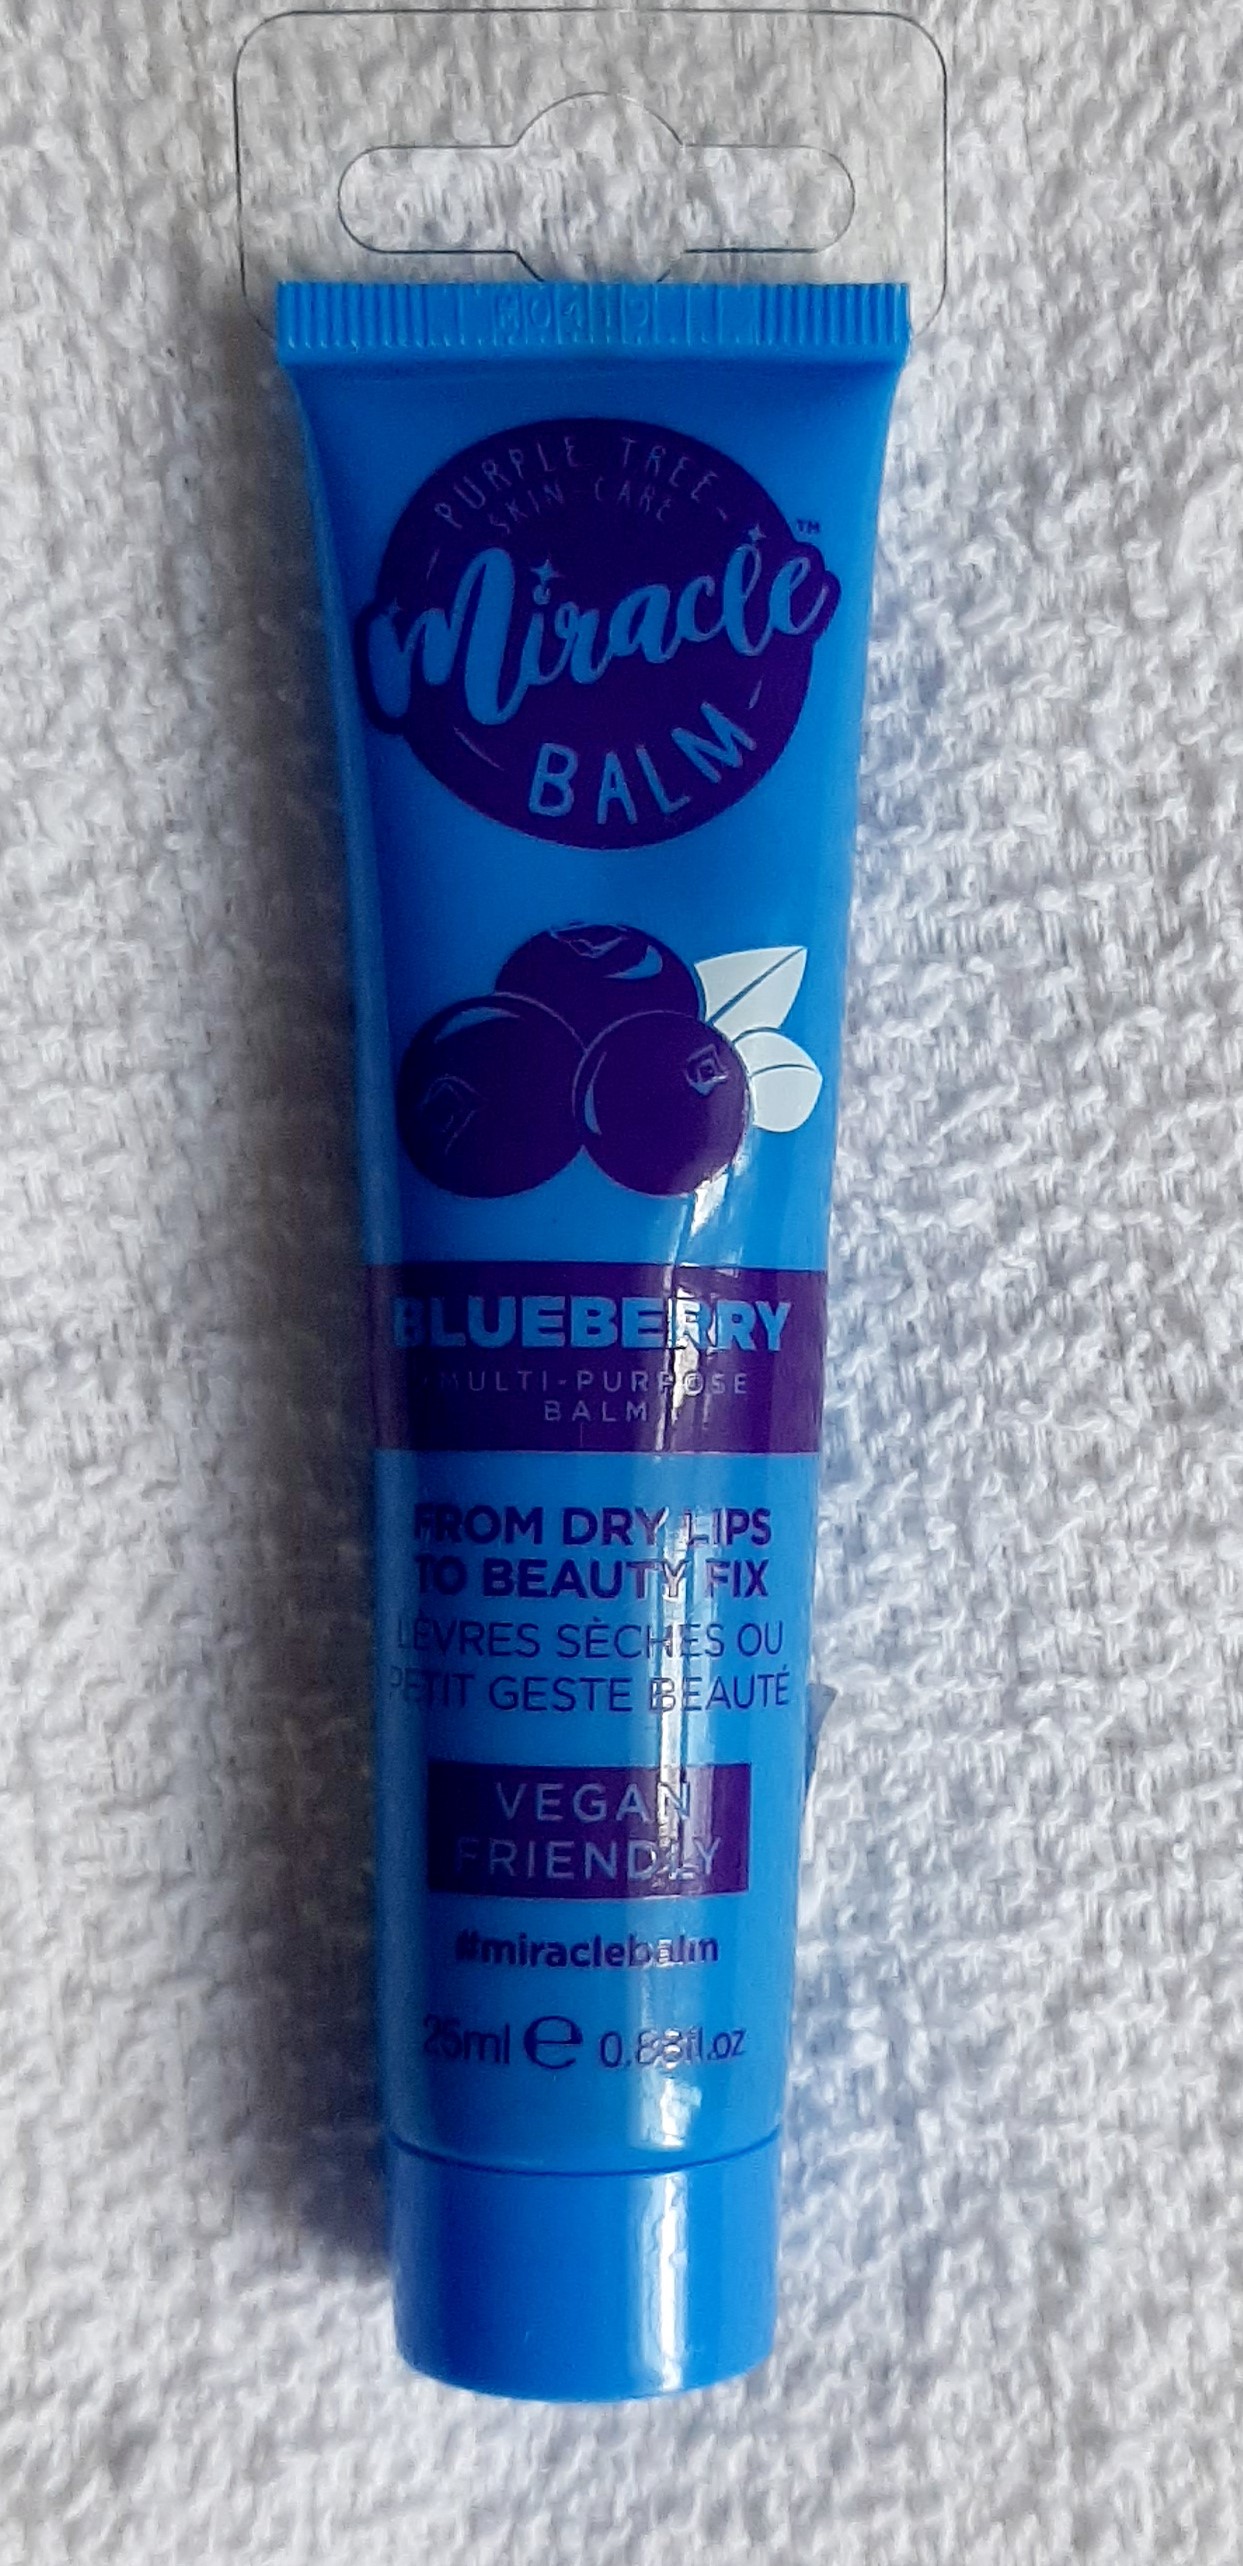 PURPLE TREE
SKIN-CARE
Miracle™
BALM
BLUEBERRY
MULTI-PURPOSE
BALM
FROM DRY LIPS
TO BEAUTY FIX
LÈVRES SÈCHES OU
PETIT GESTE BEAUTÉ
VEGAN
FRIENDLY
#miraclebalm
25ml ℮ 0.88fl.oz